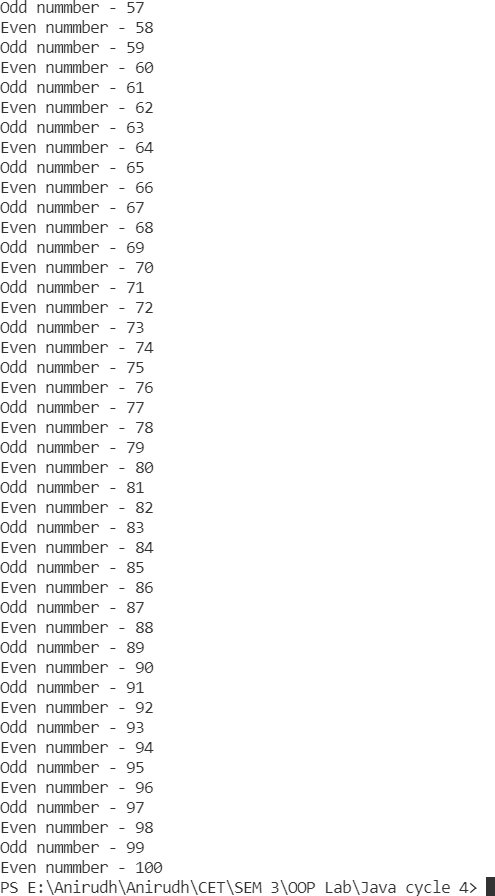 Odd nummber - 57
Even nummber - 58
Odd nummber - 59
Even nummber - 60
Odd nummber - 61
Even nummber - 62
Odd nummber - 63
Even nummber - 64
Odd nummber - 65
Even nummber - 66
Odd nummber - 67
Even nummber - 68
Odd nummber - 69
Even nummber - 70
Odd nummber - 71
Even nummber - 72
Odd nummber - 73
Even nummber - 74
Odd nummber - 75
Even nummber - 76
Odd nummber - 77
Even nummber - 78
Odd nummber - 79
Even nummber - 80
Odd nummber - 81
Even nummber - 82
Odd nummber - 83
Even nummber - 84
Odd nummber - 85
Even nummber - 86
Odd nummber - 87
Even nummber - 88
Odd nummber - 89
Even nummber - 90
Odd nummber - 91
Even nummber - 92
Odd nummber - 93
Even nummber - 94
Odd nummber - 95
Even nummber - 96
Odd nummber - 97
Even nummber - 98
Odd nummber - 99
Even nummber - 100
PS E:\Anirudh\Anirudh\CET\SEM 3\OOP Lab\Java cycle 4>